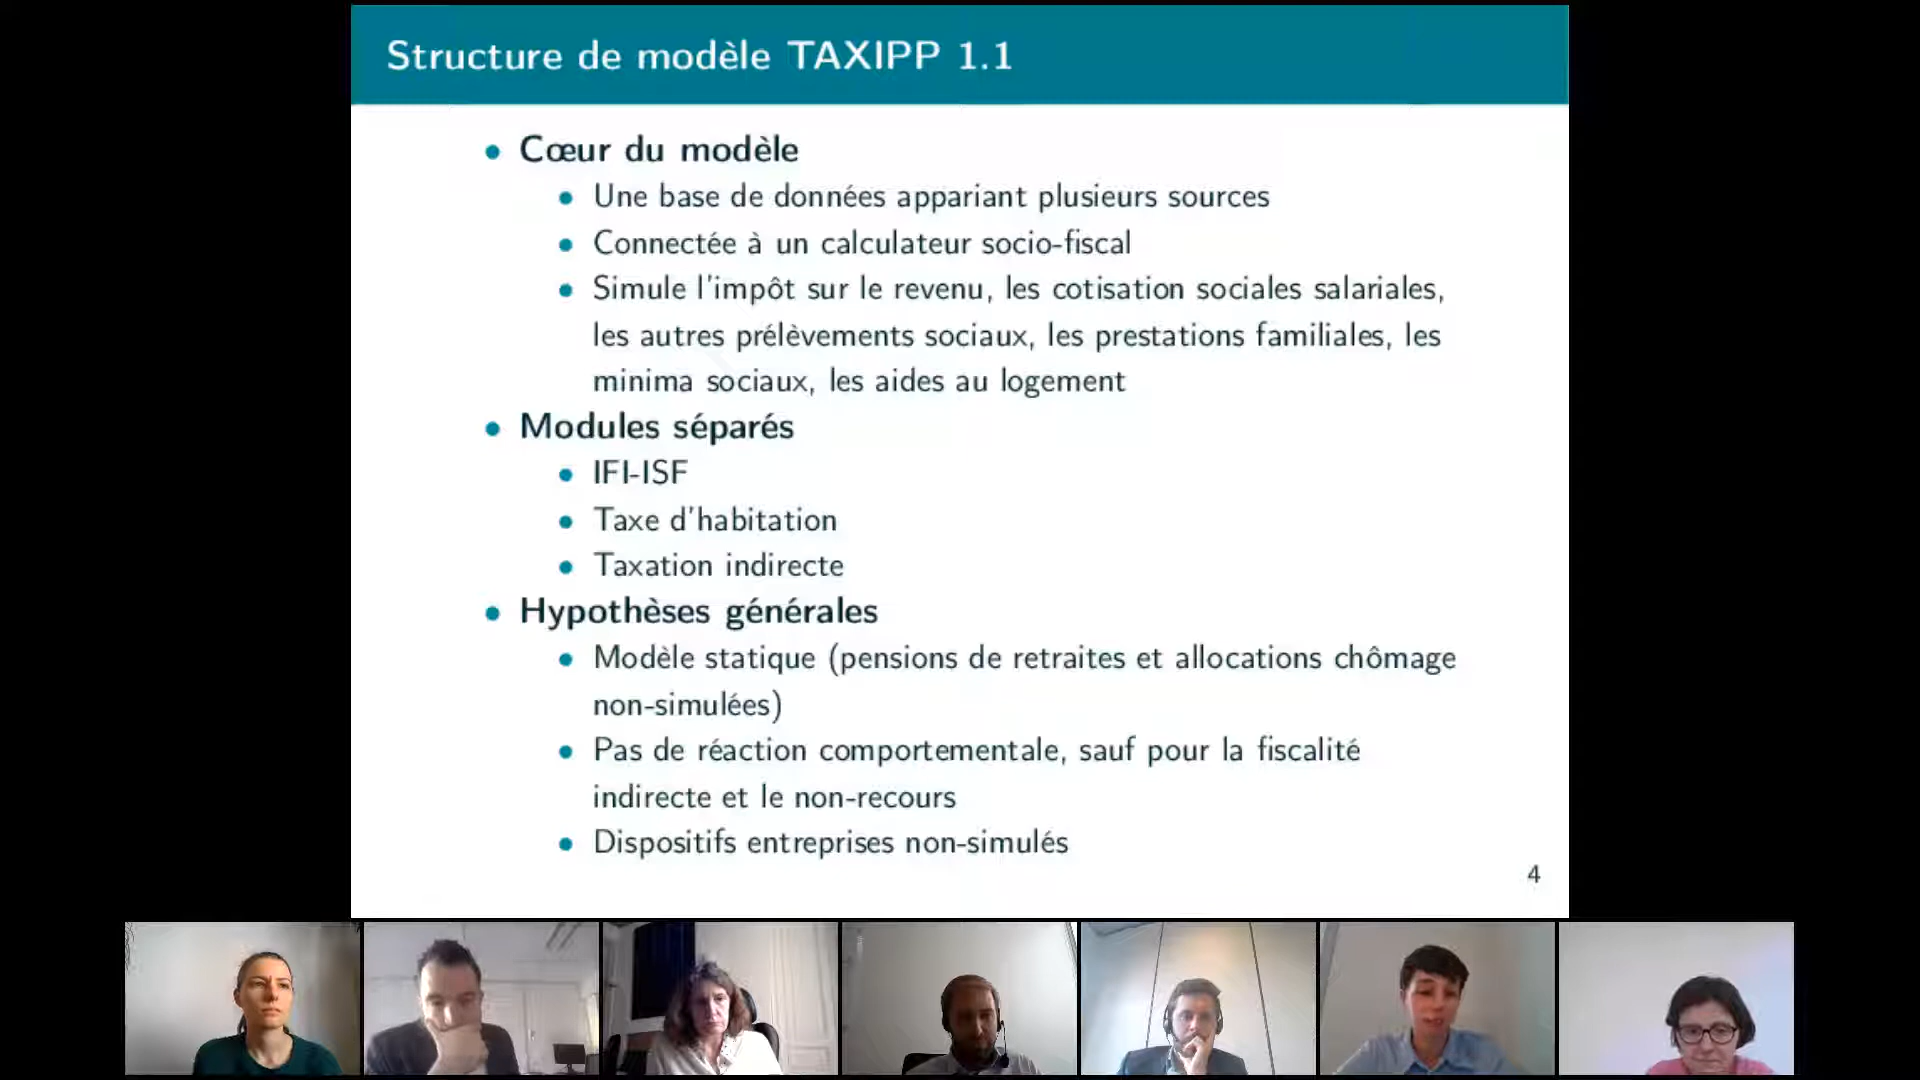 Structure de modèle TAXIPP 1.1
• Cœur du modèle
• Une base de données appariant plusieurs sources
• Connectée à un calculateur socio-fiscal
• Simule l'impôt sur le revenu, les cotisation sociales salariales,
les autres prélèvements sociaux, les prestations familiales, les
minima sociaux, les aides au logement
• Modules séparés
• IFI-ISF
• Taxe d'habitation
• Taxation indirecte
• Hypothèses générales
• Modèle statique (pensions de retraites et allocations chômage
non-simulées)
• Pas de réaction comportementale, sauf pour la fiscalité
indirecte et le non-recours
• Dispositifs entreprises non-simulés
4